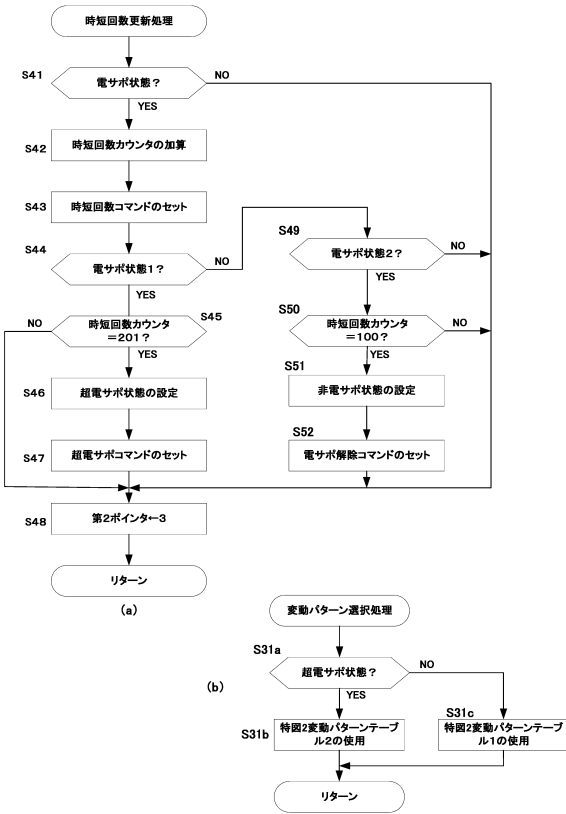 時短回数更新処理
S41
電サポ状態？
NO
YES
S42
時短回数カウンタの加算
S43
時短回数コマンドのセット
S44
電サポ状態1？
NO
YES
S45
時短回数カウンタ
＝201？
NO
YES
S46
超電サポ状態の設定
S47
超電サポコマンドのセット
S48
第2ポインタ←3
リターン
(a)
S49
電サポ状態2？
NO
YES
S50
時短回数カウンタ
＝100？
NO
YES
S51
非電サポ状態の設定
S52
電サポ解除コマンドのセット
(b)
変動パターン選択処理
S31a
超電サポ状態？
NO
YES
S31b
特図2変動パターンテーブ
ル2の使用
S31c
特図2変動パターンテーブ
ル1の使用
リターン